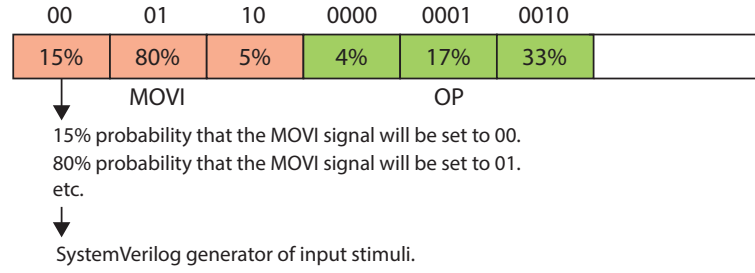 00 01 10 0000 0001 0010
15% 80% 5% 4% 17% 33%
MOVI OP
15% probability that the MOVI signal will be set to 00.
80% probability that the MOVI signal will be set to 01.
etc.
SystemVerilog generator of input stimuli.